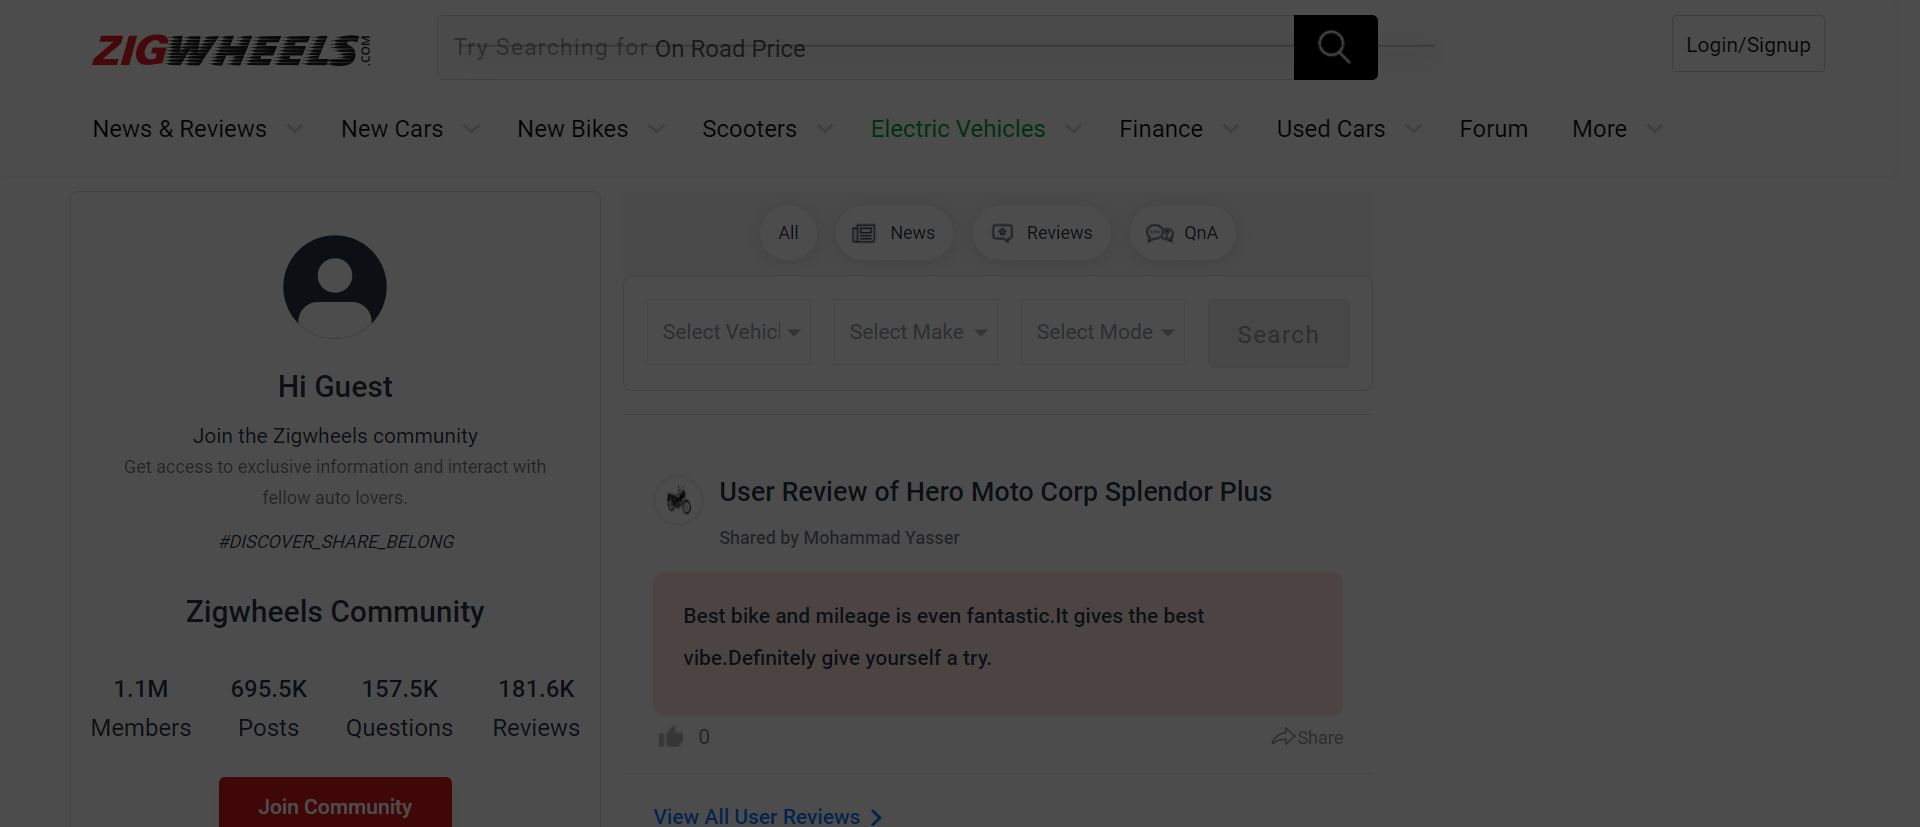 ZIGWHEELS.COM
Try Searching for On Road Price
Login/Signup
News & Reviews
New Cars
New Bikes
Scooters
Electric Vehicles
Finance
Used Cars
Forum
More
Hi Guest
Join the Zigwheels community
Get access to exclusive information and interact with
fellow auto lovers.
#DISCOVER_SHARE_BELONG
Zigwheels Community
1.1M 695.5K 157.5K 181.6K
Members Posts Questions Reviews
Join Community
All News Reviews QnA
Select Vehicl Select Make Select Mode Search
User Review of Hero Moto Corp Splendor Plus
Shared by Mohammad Yasser
Best bike and mileage is even fantastic.It gives the best
vibe.Definitely give yourself a try.
0 Share
View All User Reviews